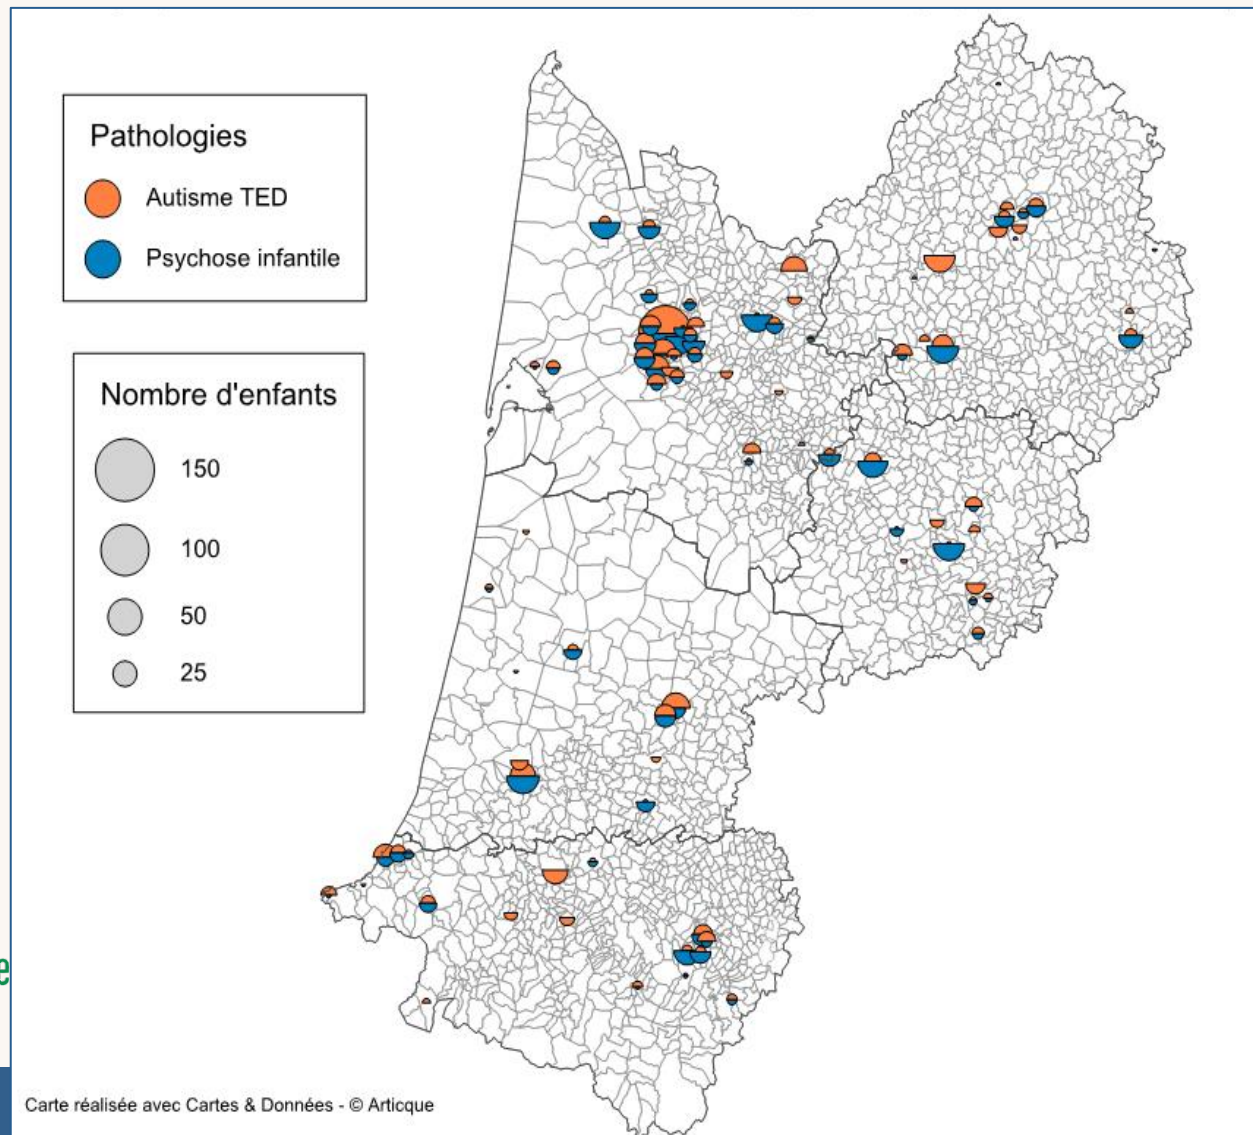 Pathologies
Autisme TED
Psychose infantile
Nombre d'enfants
150
100
50
25
e
Carte réalisée avec Cartes & Données - © Articque